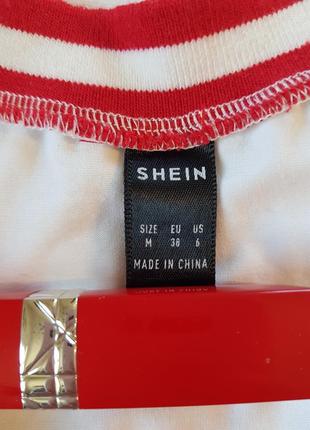 SHEIN
SIZE EU US
M 38 6
MADE IN CHINA